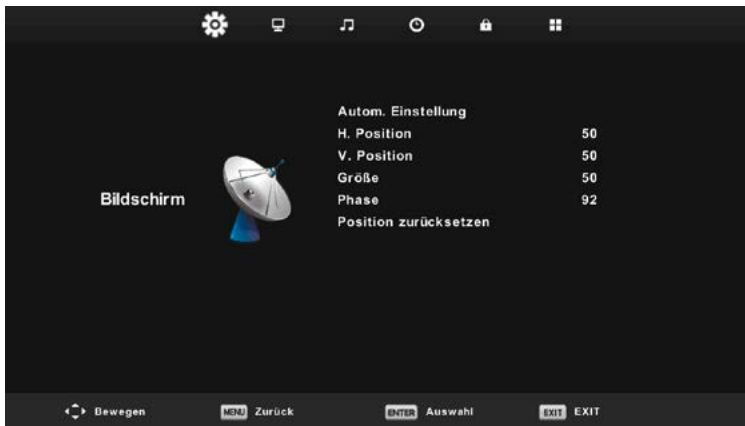 Autom. Einstellung
H. Position 50
V. Position 50
Größe 50
Bildschirm
Phase 92
Position zurücksetzen
Bewegen MENU Zurück ENTER Auswahl EXIT EXIT